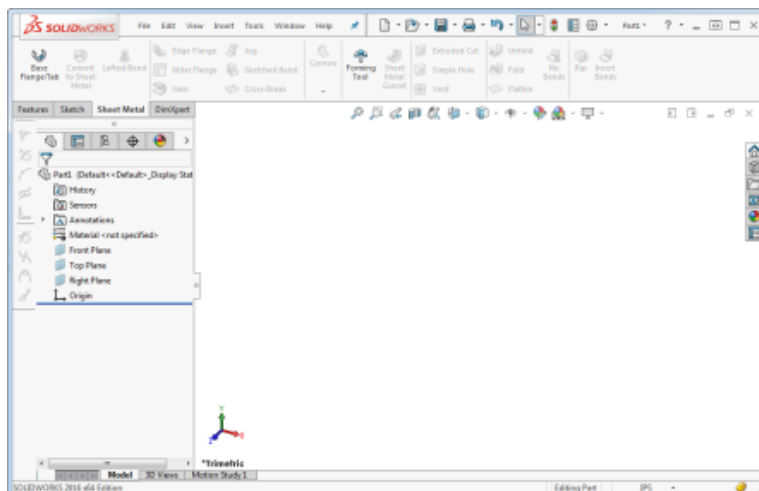 SOLIDWORKS File Edit View Insert Tools Window Help Part1 * ?
Base Flange/Tab Convert to Sheet Metal Lofted-Bend Edge Flange Miter Flange Hem Jog Sketched Bend Cross-Break Corners Forming Tool Sheet Metal Gusset Extruded Cut Simple Hole Vent Unfold Fold Flatten No Bends Rip Insert Bends
Features Sketch Sheet Metal DimXpert
Part1 (Default<<Default>_Display Stat
History
Sensors
Annotations
Material <not specified>
Front Plane
Top Plane
Right Plane
Origin
*Trimetric
Model 3D Views Motion Study 1
SOLIDWORKS 2016 x64 Edition Editing Part IPS